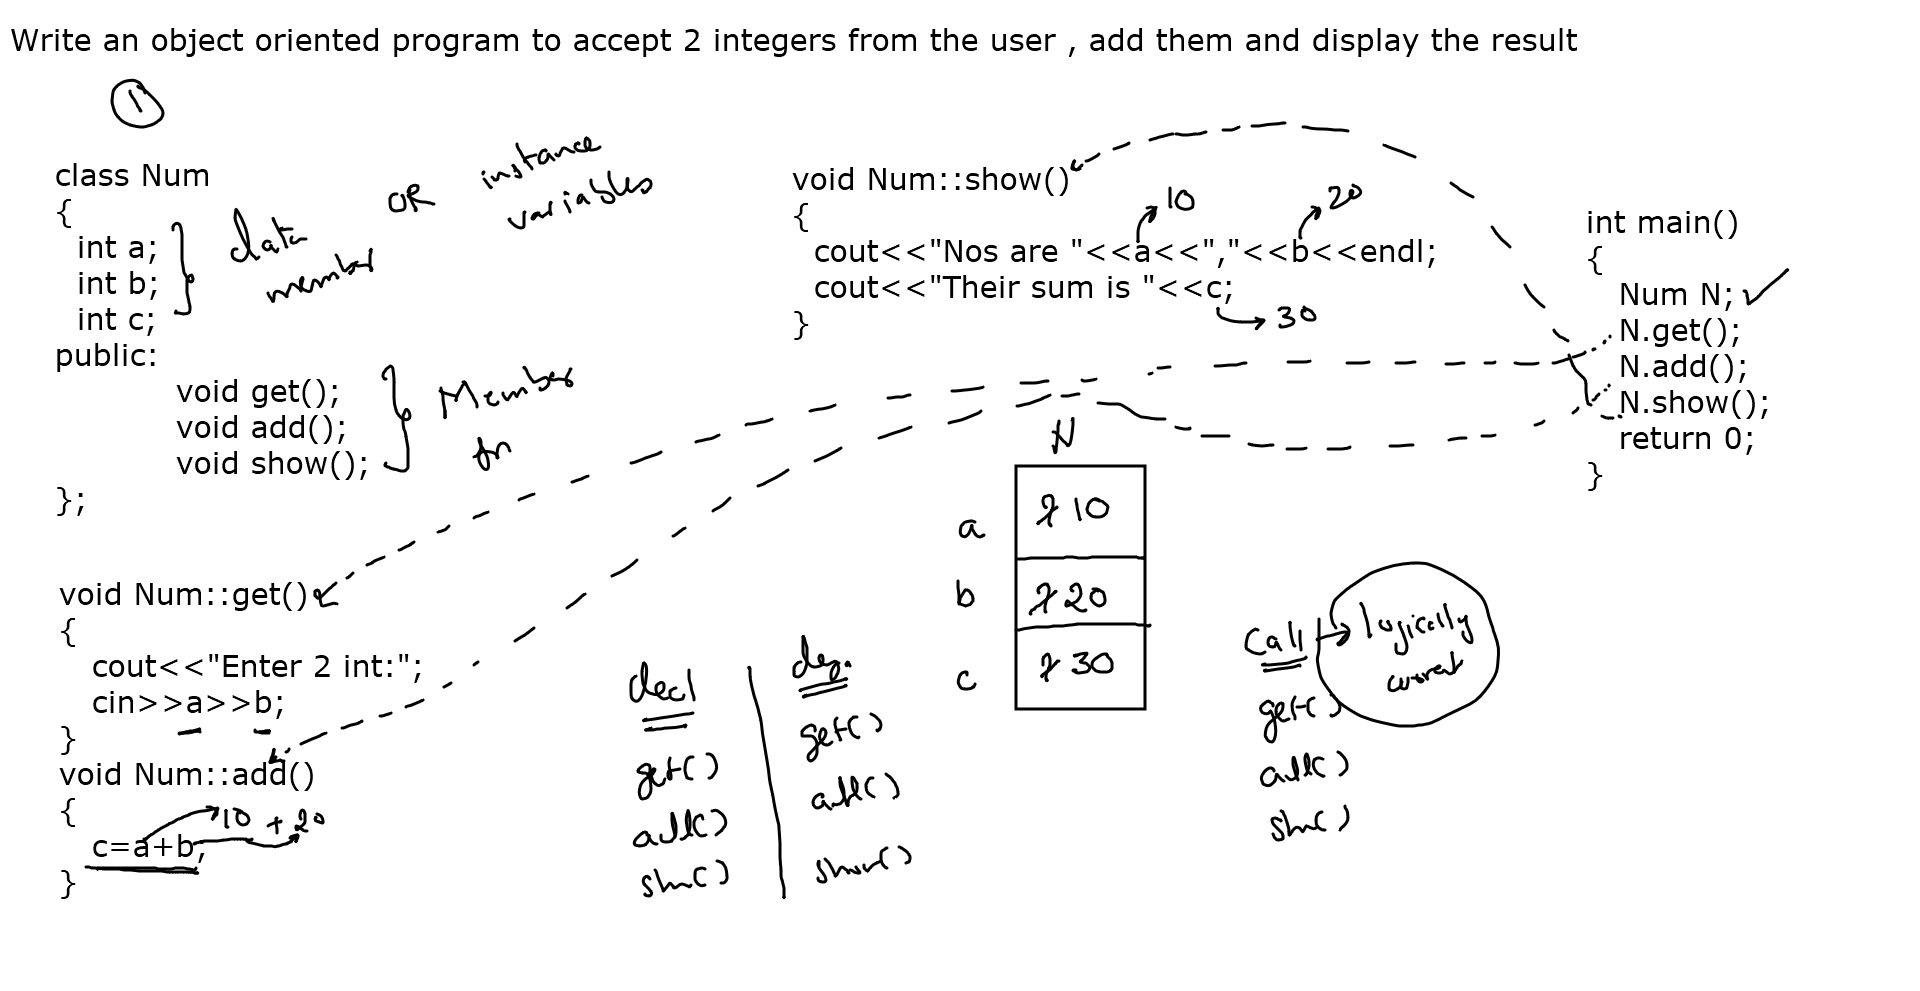 Write an object oriented program to accept 2 integers from the user , add them and display the result
1
class Num
{
int a;
int b;
int c;
public:
void get();
void add();
void show();
};
data
member
OR
instance
variables
Member
fn
void Num::get()
{
cout<<"Enter 2 int:";
cin>>a>>b;
}
void Num::add()
{
10 + 20
c=a+b;
}
void Num::show()
{
10
20
cout<<"Nos are "<<a<<","<<b<<endl;
cout<<"Their sum is "<<c;
30
}
int main()
{
Num N;
N.get();
N.add();
N.show();
return 0;
}
N
a 10
b 20
c 30
decl
get()
add()
def.
get()
add()
show()
Call
logically
get()
add()